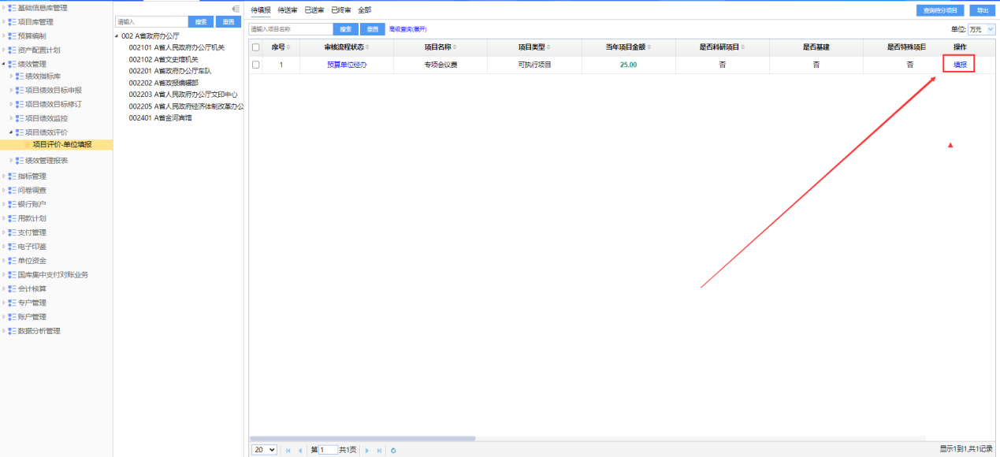 基础信息库管理
项目库管理
预算编制
资产配置计划
绩效管理
绩效指标库
项目绩效目标申报
项目绩效目标修订
项目绩效监控
项目绩效评价
项目评价-单位填报
绩效管理报表
指标管理
问卷调查
银行账户
用款计划
支付管理
电子印鉴
单位资金
国库集中支付对账业务
会计核算
专户管理
账户管理
数据分析管理
请输入 搜索 重置
002 A省政府办公厅
002101 A省人民政府办公厅机关
002102 A省文史馆机关
002201 A省政府办公厅车队
002202 A省政报编辑部
002203 A省人民政府办公厅文印中心
002205 A省人民政府经济体制改革办公
002401 A省金河宾馆
待填报 待送审 已送审 已终审 全部 查询待分项目 导出
请输入项目名称 搜索 重置 高级查询(展开) 单位: 万元
序号 审核流程状态 项目名称 项目类型 当年项目金额 是否科研项目 是否基建 是否特殊项目 操作
1 预算单位经办 专项会议费 可执行项目 25.00 否 否 否 填报
20 第 1 共1页 显示1到1,共1记录